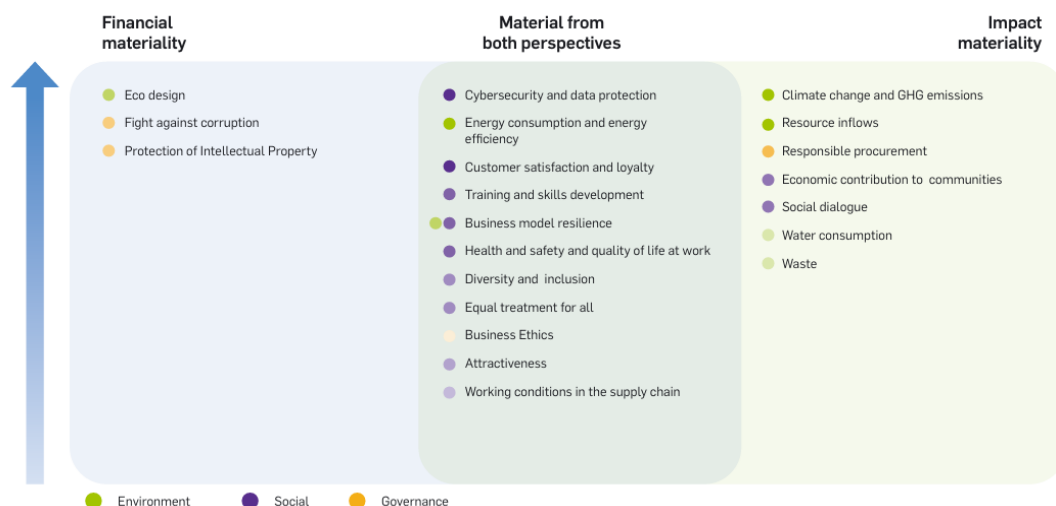 Financial
materiality
Material from
both perspectives
Impact
materiality
Eco design
Fight against corruption
Protection of Intellectual Property
Cybersecurity and data protection
Energy consumption and energy
efficiency
Customer satisfaction and loyalty
Training and skills development
Business model resilience
Health and safety and quality of life at work
Diversity and inclusion
Equal treatment for all
Business Ethics
Attractiveness
Working conditions in the supply chain
Climate change and GHG emissions
Resource inflows
Responsible procurement
Economic contribution to communities
Social dialogue
Water consumption
Waste
Environment
Social
Governance